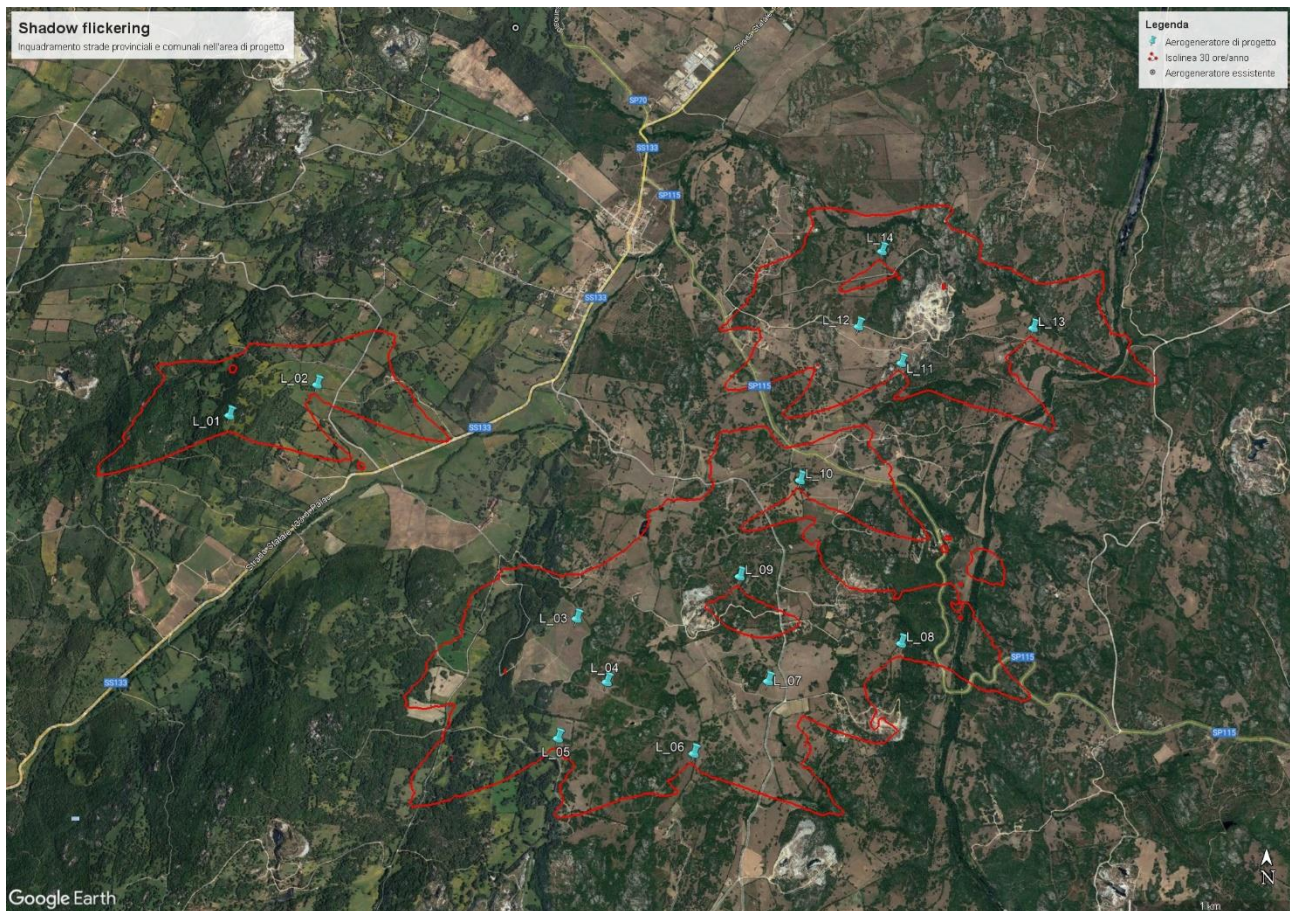 Shadow flickering
Inquadramento strade provinciali e comunali nell'area di progetto
Legenda
Aerogeneratore di progetto
Isolinea 30 ore/anno
Aerogeneratore essistente
SP70
SS133
SP115
L_14
SS133
L_12
L_13
L_11
L_02
SP115
L_01
SS133
L_10
L_09
L_03
L_08
SP115
L_04
L_07
SS133
L_05
L_06
SP115
N
Google Earth
1 km